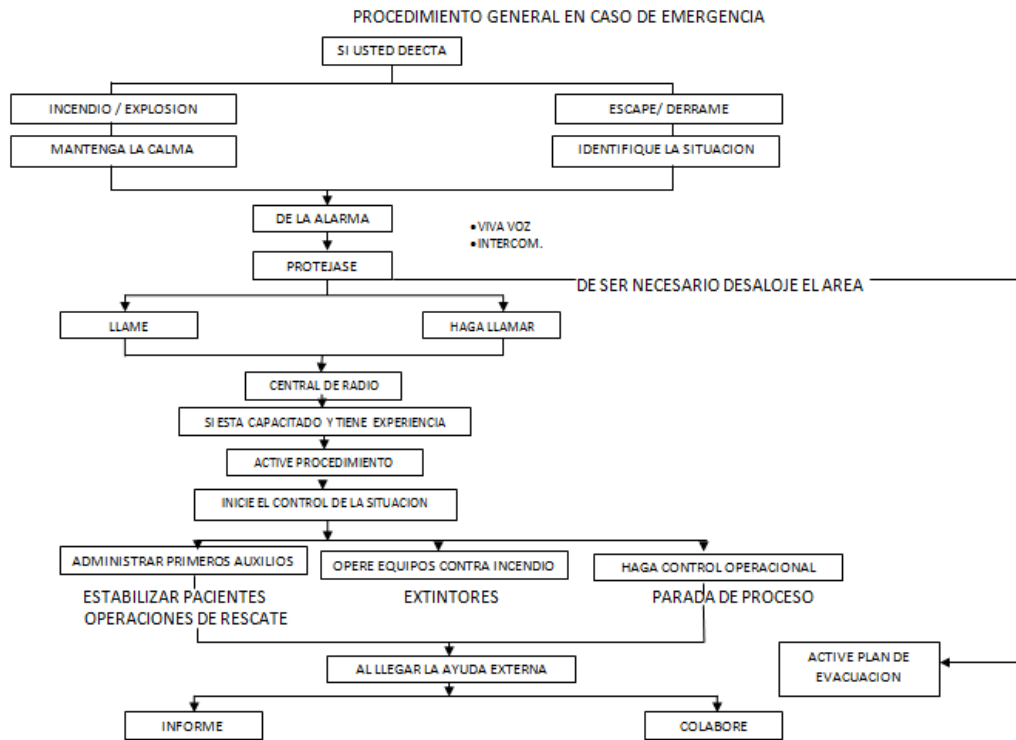 PROCEDIMIENTO GENERAL EN CASO DE EMERGENCIA
SI USTED DEECTA
INCENDIO / EXPLOSION
ESCAPE/ DERRAME
MANTENGA LA CALMA
IDENTIFIQUE LA SITUACION
DE LA ALARMA
•VIVA VOZ
•INTERCOM.
PROTEJASE
DE SER NECESARIO DESALOJE EL AREA
LLAME
HAGA LLAMAR
CENTRAL DE RADIO
SI ESTA CAPACITADO Y TIENE EXPERIENCIA
ACTIVE PROCEDIMIENTO
INICIE EL CONTROL DE LA SITUACION
ADMINISTRAR PRIMEROS AUXILIOS
OPERE EQUIPOS CONTRA INCENDIO
HAGA CONTROL OPERACIONAL
ESTABILIZAR PACIENTES
OPERACIONES DE RESCATE
EXTINTORES
PARADA DE PROCESO
AL LLEGAR LA AYUDA EXTERNA
ACTIVE PLAN DE
EVACUACION
INFORME
COLABORE